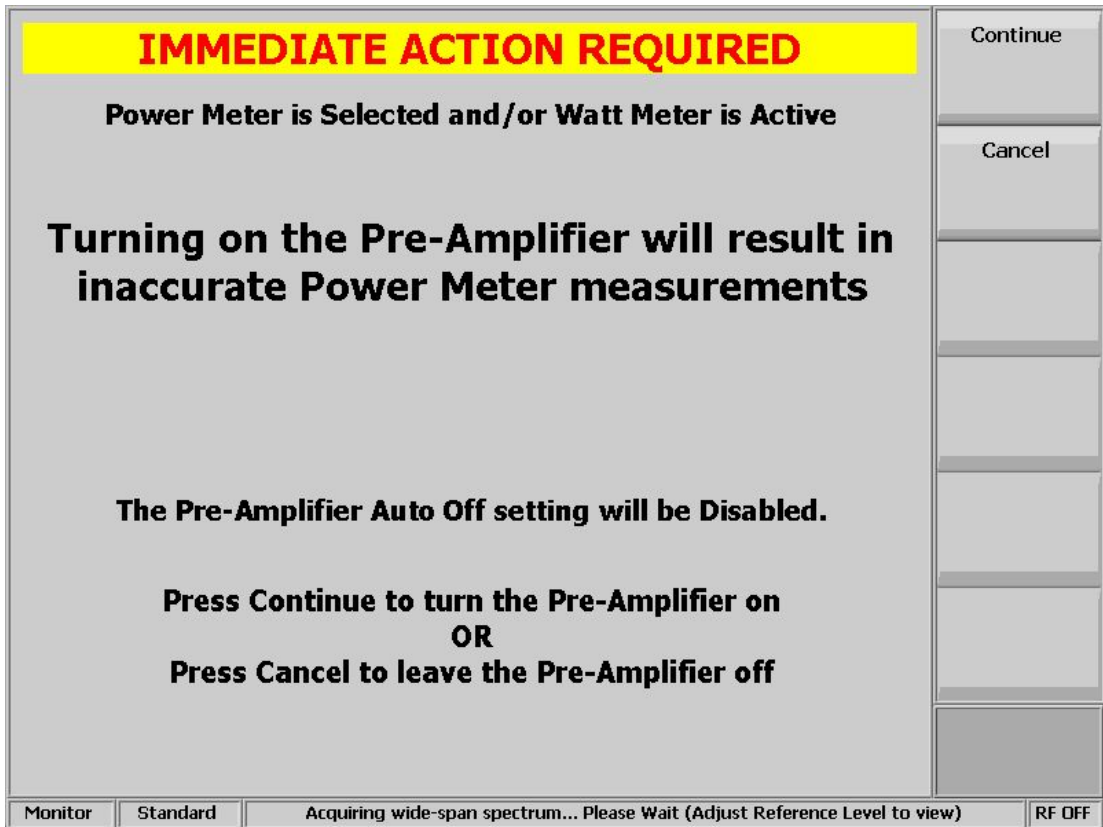 IMMEDIATE ACTION REQUIRED
Power Meter is Selected and/or Watt Meter is Active
Turning on the Pre-Amplifier will result in
inaccurate Power Meter measurements
The Pre-Amplifier Auto Off setting will be Disabled.
Press Continue to turn the Pre-Amplifier on
OR
Press Cancel to leave the Pre-Amplifier off
Continue
Cancel
Monitor
Standard
Acquiring wide-span spectrum... Please Wait (Adjust Reference Level to view)
RF OFF